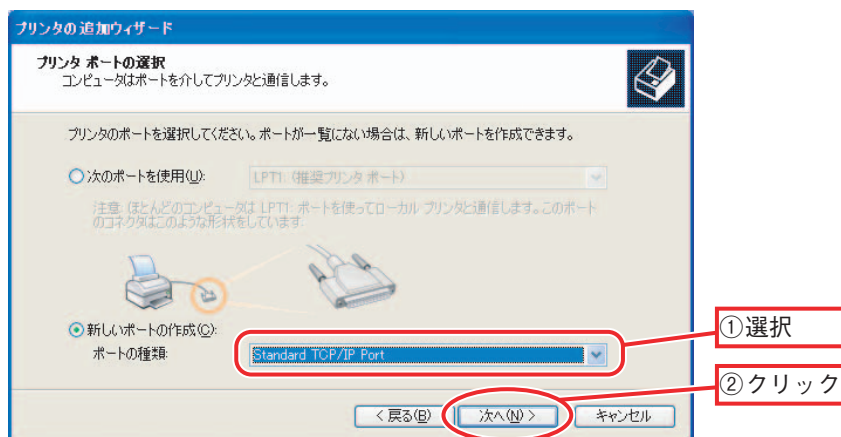 プリンタの追加ウィザード
プリンタ ポートの選択
コンピュータはポートを介してプリンタと通信します。
プリンタのポートを選択してください。ポートが一覧にない場合は、新しいポートを作成できます。
次のポートを使用(U):
LPT1: (推奨プリンタ ポート)
注意: ほとんどのコンピュータは LPT1: ポートを使ってローカル プリンタと通信します。このポート
のコネクタはこのような形状をしています:
新しいポートの作成(C):
ポートの種類:
Standard TCP/IP Port
①選択
②クリック
< 戻る(B)
次へ(N) >
キャンセル